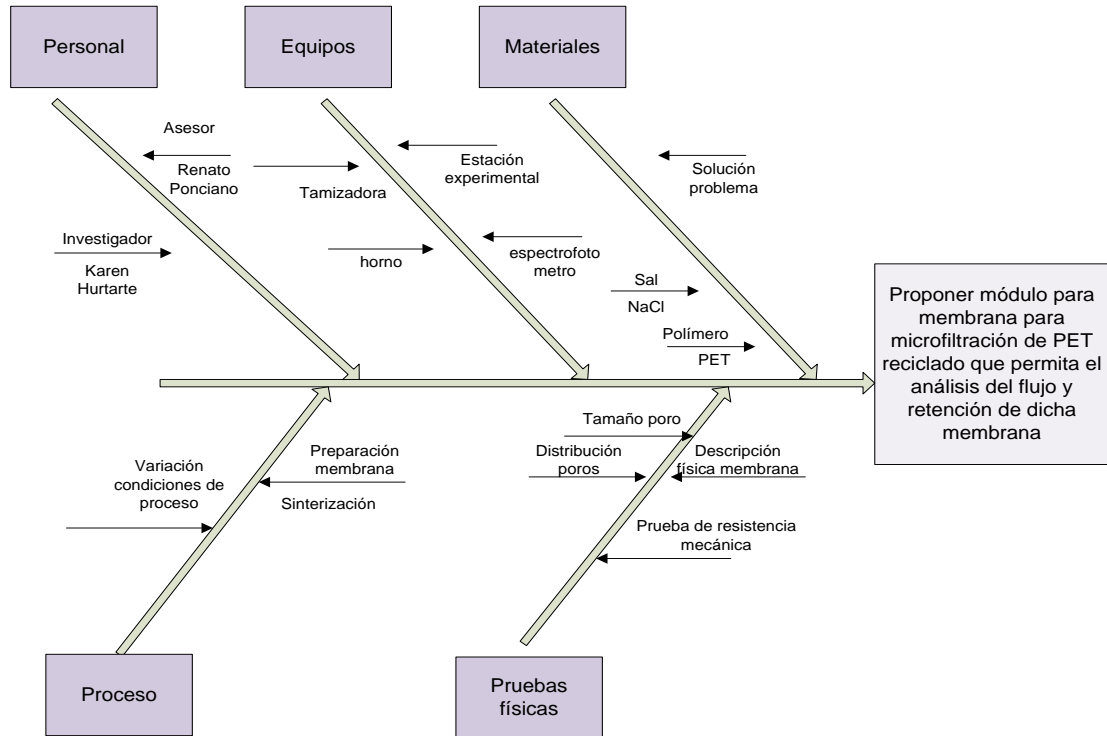 Personal
Equipos
Materiales
Asesor
Renato
Ponciano
Investigador
Karen
Hurtarte
Estación
experimental
Tamizadora
horno
espectrofoto
metro
Solución
problema
Sal
NaCl
Polímero
PET
Proponer módulo para
membrana para
microfiltración de PET
reciclado que permita el
análisis del flujo y
retención de dicha
membrana
Variación
condiciones de
proceso
Preparación
membrana
Sinterización
Tamaño poro
Distribución
poros
Descripción
física membrana
Prueba de resistencia
mecánica
Proceso
Pruebas
físicas